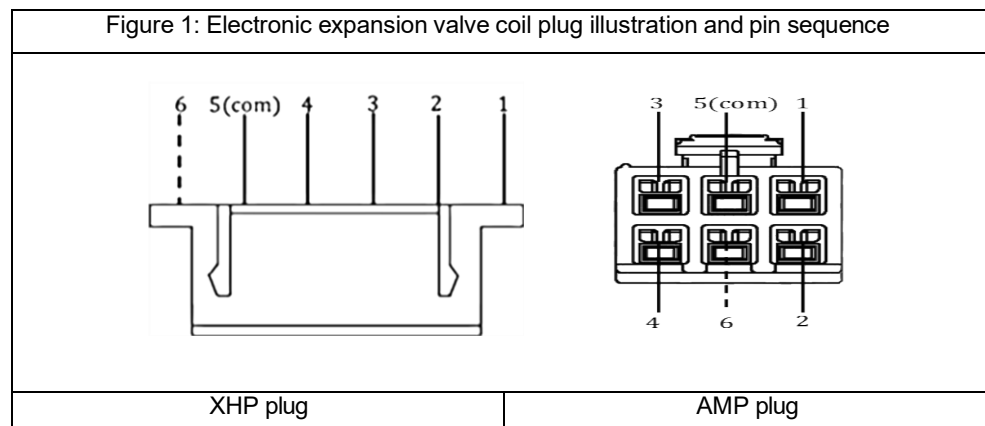 Figure 1: Electronic expansion valve coil plug illustration and pin sequence
6 5(com) 4 3 2 1
3 5(com) 1
4 6 2
XHP plug
AMP plug